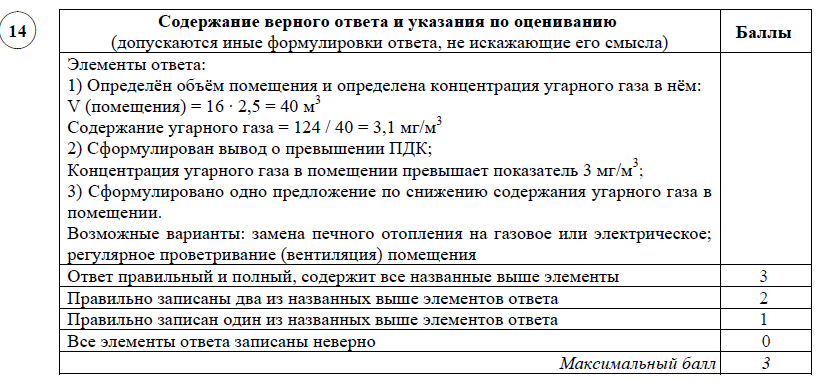 14
Содержание верного ответа и указания по оцениванию
(допускаются иные формулировки ответа, не искажающие его смысла)
Баллы
Элементы ответа:
1) Определён объём помещения и определена концентрация угарного газа в нём:
V (помещения) = 16 · 2,5 = 40 м³
Содержание угарного газа = 124 / 40 = 3,1 мг/м³
2) Сформулирован вывод о превышении ПДК;
Концентрация угарного газа в помещении превышает показатель 3 мг/м³;
3) Сформулировано одно предложение по снижению содержания угарного газа в
помещении.
Возможные варианты: замена печного отопления на газовое или электрическое;
регулярное проветривание (вентиляция) помещения
Ответ правильный и полный, содержит все названные выше элементы 3
Правильно записаны два из названных выше элементов ответа 2
Правильно записан один из названных выше элементов ответа 1
Все элементы ответа записаны неверно 0
Максимальный балл 3